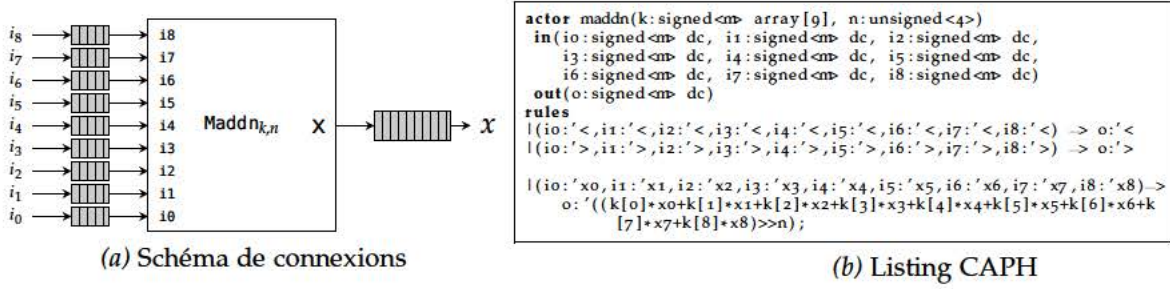 i8
i7
i6
i5
i4
i3
i2
i1
i0
i8
i7
i6
i5
i4
i3
i2
i1
i0
Maddn k,n
X
x
(a) Schéma de connexions
actor maddn(k:signed<m> array[9], n:unsigned<4>)
in(i0:signed<m> dc, i1:signed<m> dc, i2:signed<m> dc,
i3:signed<m> dc, i4:signed<m> dc, i5:signed<m> dc,
i6:signed<m> dc, i7:signed<m> dc, i8:signed<m> dc)
out(o:signed<m> dc)
rules
|(i0:'<,i1:'<,i2:'<,i3:'<,i4:'<,i5:'<,i6:'<,i7:'<,i8:'<) -> o:'<
|(i0:'>,i1:'>,i2:'>,i3:'>,i4:'>,i5:'>,i6:'>,i7:'>,i8:'>) -> o:'>
|(i0:'x0,i1:'x1,i2:'x2,i3:'x3,i4:'x4,i5:'x5,i6:'x6,i7:'x7,i8:'x8)->
o:'((k[0]*x0+k[1]*x1+k[2]*x2+k[3]*x3+k[4]*x4+k[5]*x5+k[6]*x6+k
[7]*x7+k[8]*x8)>>n);
(b) Listing CAPH